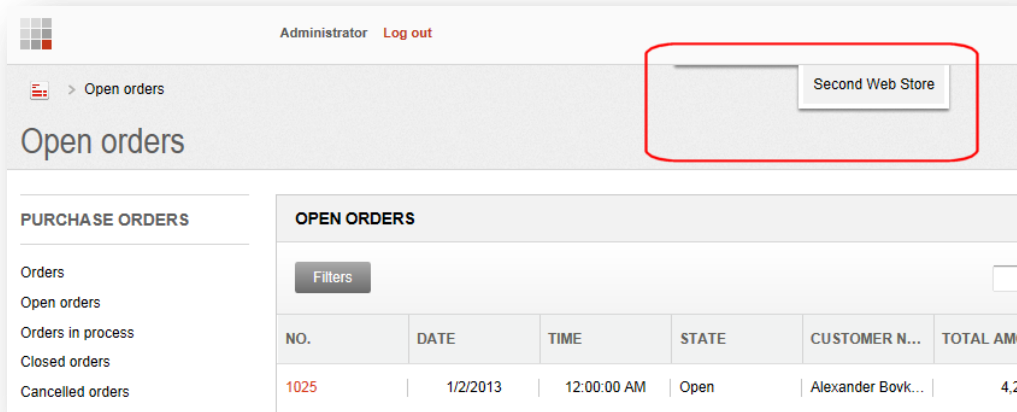 Administrator Log out
> Open orders
Second Web Store
Open orders
PURCHASE ORDERS
Orders
Open orders
Orders in process
Closed orders
Cancelled orders
OPEN ORDERS
Filters
NO. DATE TIME STATE CUSTOMER N... TOTAL AM
1025 1/2/2013 12:00:00 AM Open Alexander Bovk... 4,2